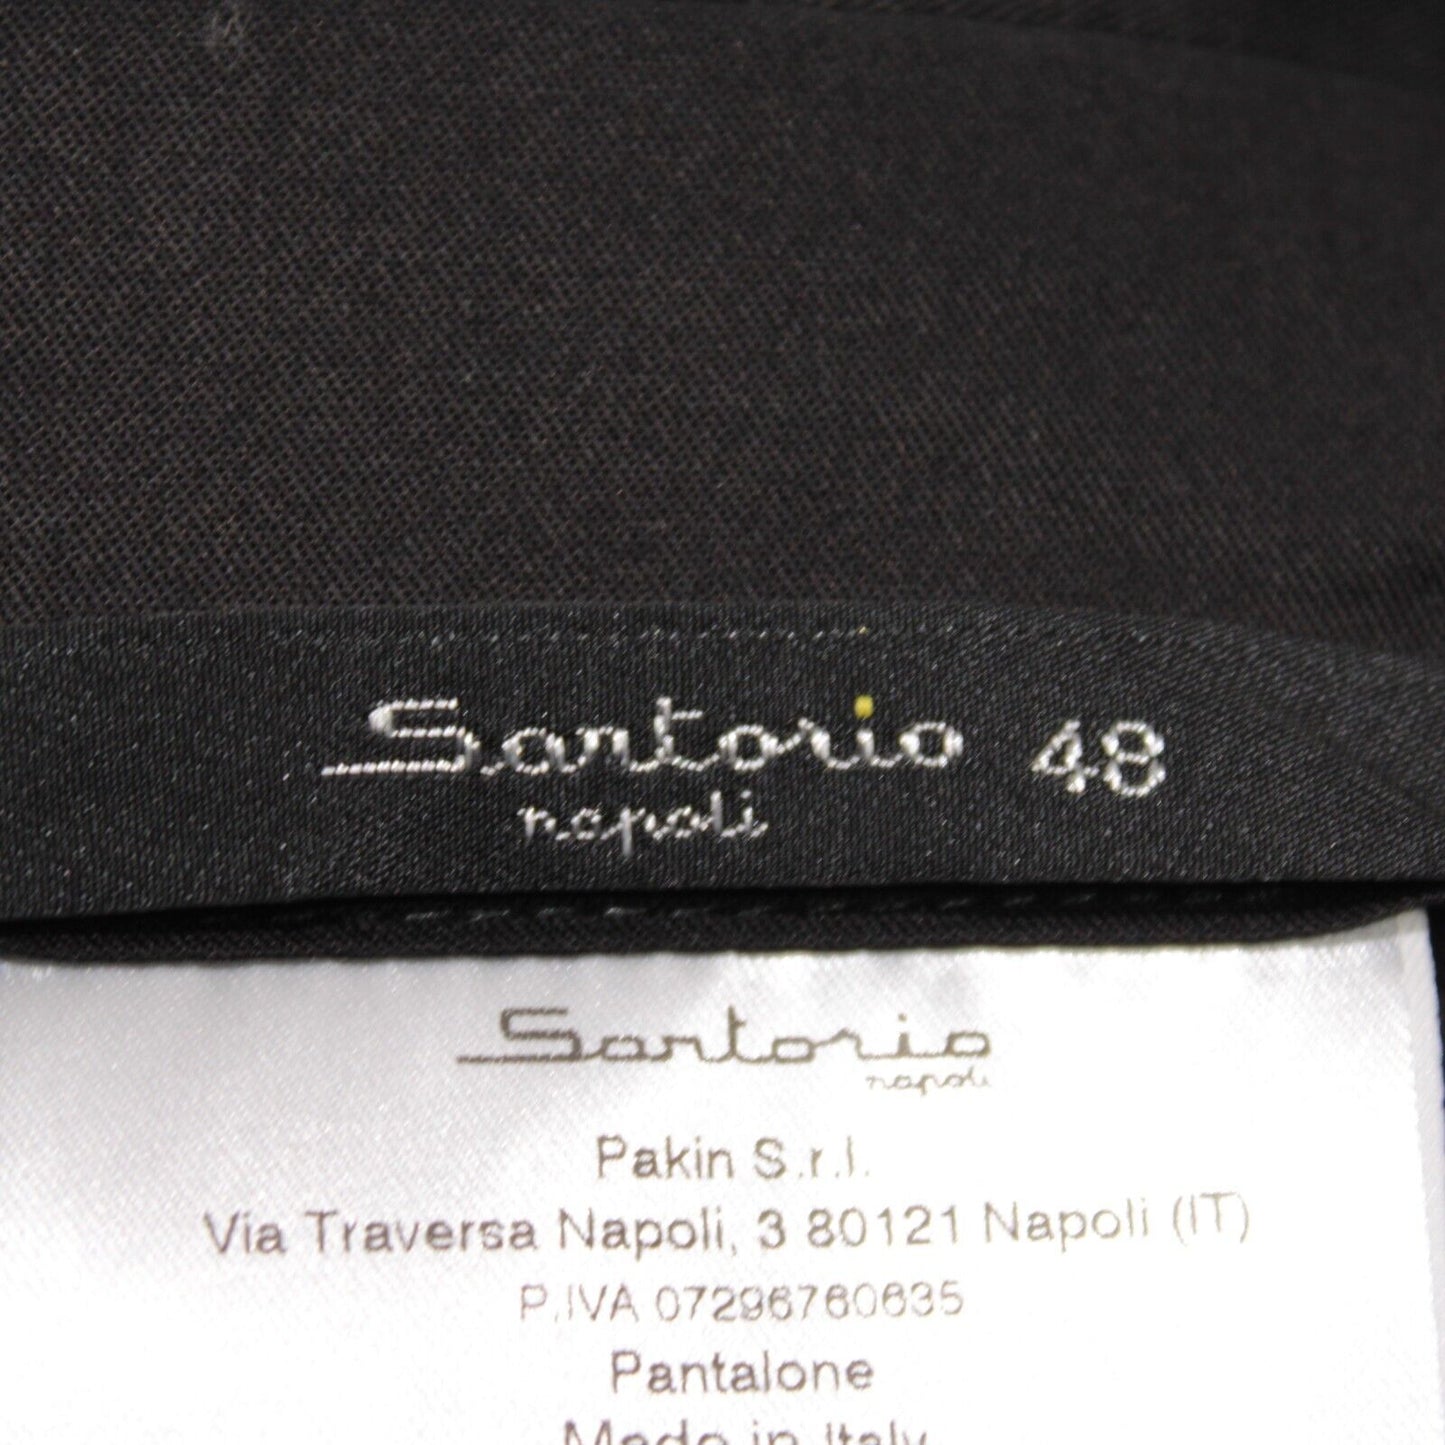 Sartorio 48
napoli
Sartorio
napoli
Pakin S.r.l.
Via Traversa Napoli, 3 80121 Napoli (IT)
P.IVA 07296760635
Pantalone
Made in Italy